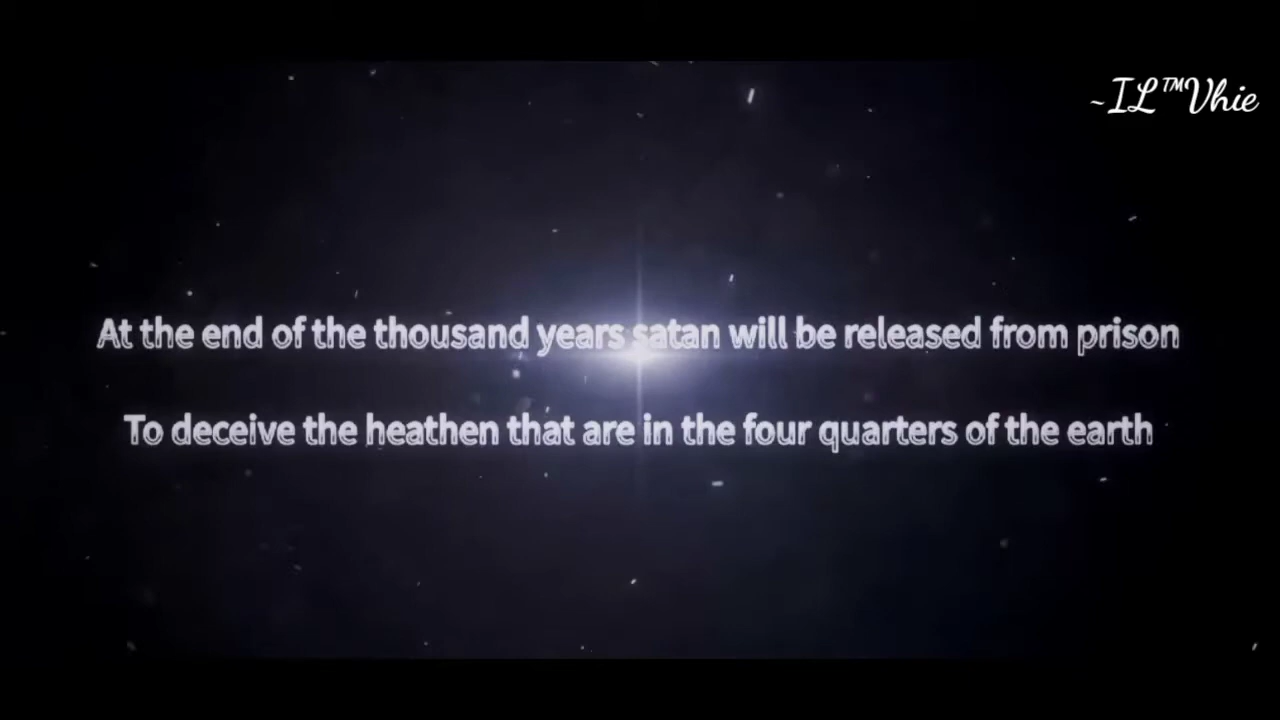 ~IL™Vhie
At the end of the thousand years satan will be released from prison
To deceive the heathen that are in the four quarters of the earth